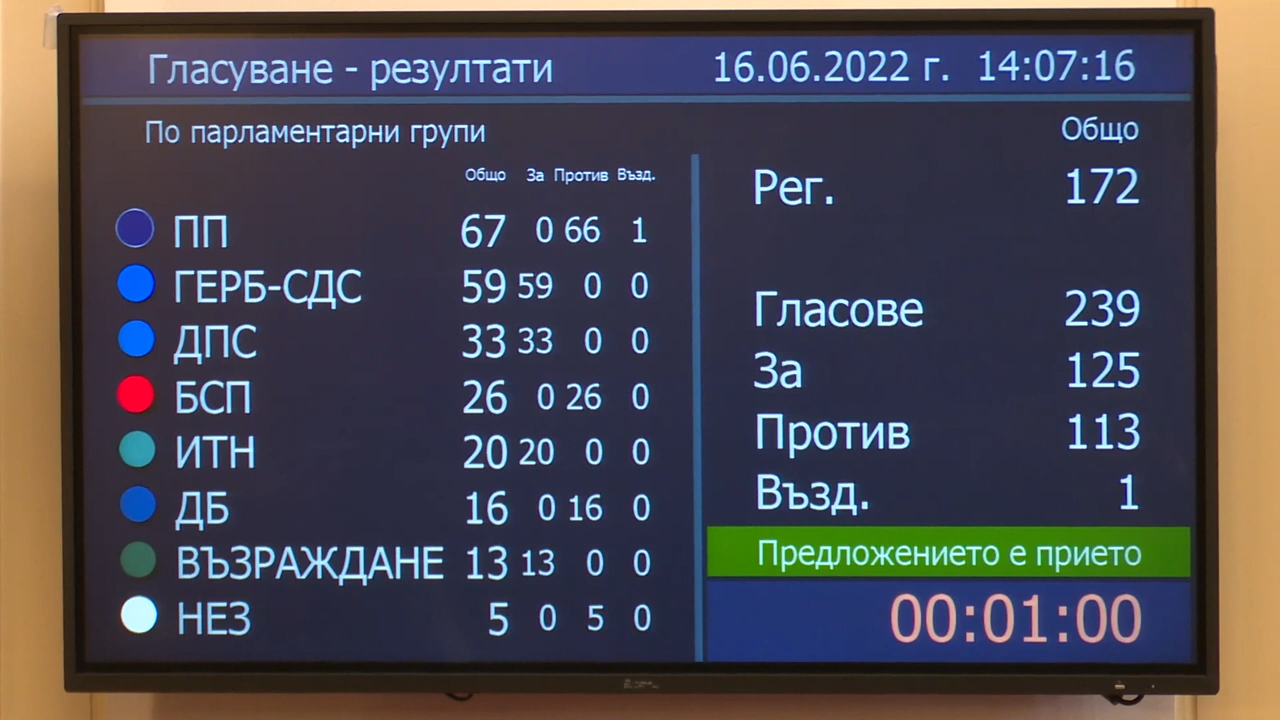 Гласуване - резултати 16.06.2022 г. 14:07:16
По парламентарни групи
Общо За Против Възд.
ПП 67 0 66 1
ГЕРБ-СДС 59 59 0 0
ДПС 33 33 0 0
БСП 26 0 26 0
ИТН 20 20 0 0
ДБ 16 0 16 0
ВЪЗРАЖДАНЕ 13 13 0 0
НЕЗ 5 0 5 0
Общо
Рег. 172
Гласове 239
За 125
Против 113
Възд. 1
Предложението е прието
00:01:00